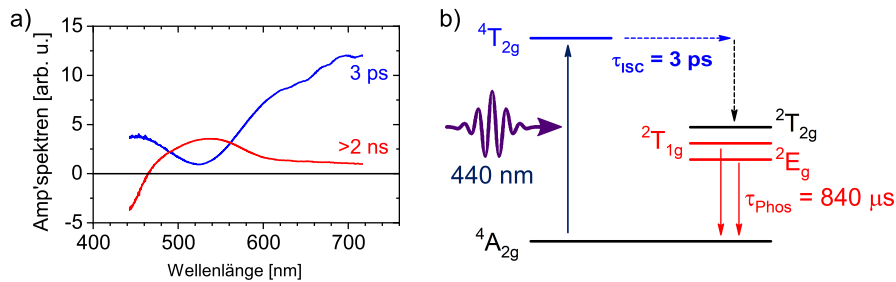 a)
15
10
5
0
-5
Amp'spektren [arb. u.]
3 ps
>2 ns
400
500
600
700
Wellenlänge [nm]
b)
⁴T₂g
τISC = 3 ps
440 nm
²T₂g
²T₁g
²Eg
τPhos = 840 µs
⁴A₂g